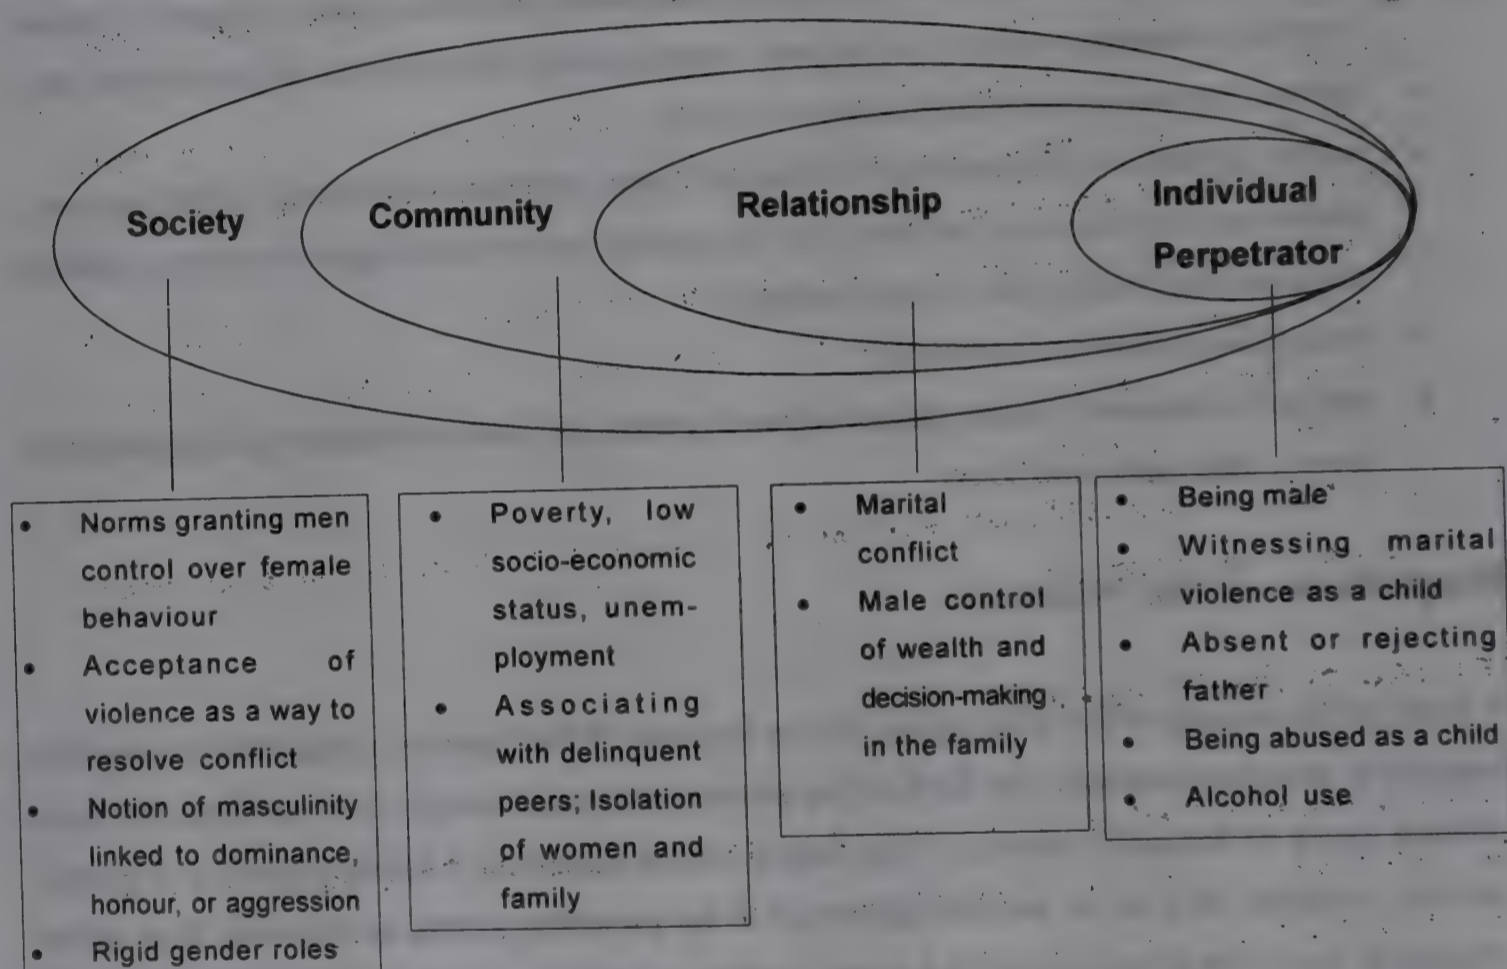 Society
Community
Relationship
Individual
Perpetrator
• Norms granting men
control over female
behaviour
• Acceptance of
violence as a way to
resolve conflict
• Notion of masculinity
linked to dominance,
honour, or aggression
• Rigid gender roles
• Poverty, low
socio-economic
status, unem-
ployment
• Associating
with delinquent
peers; Isolation
of women and
family
• Marital
conflict
• Male control
of wealth and
decision-making
in the family
• Being male
• Witnessing marital
violence as a child
• Absent or rejecting
father
• Being abused as a child
• Alcohol use